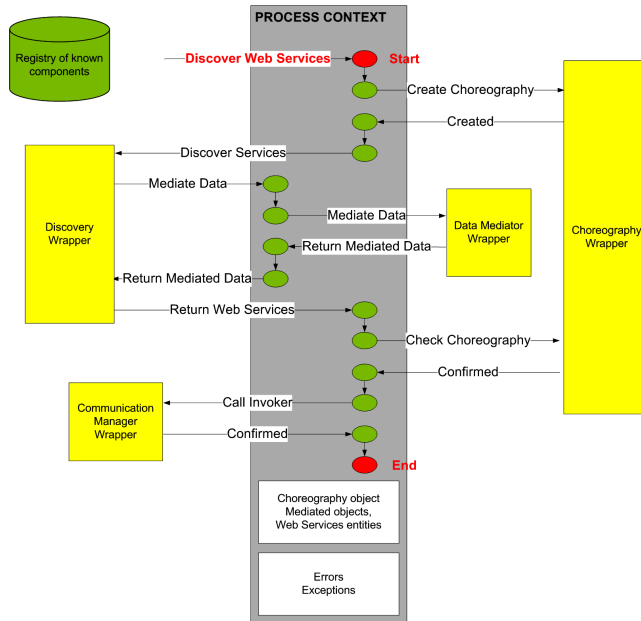 PROCESS CONTEXT
Registry of known
components
Discover Web Services
Start
Create Choreography
Created
Discover Services
Mediate Data
Mediate Data
Discovery
Wrapper
Data Mediator
Wrapper
Choreography
Wrapper
Return Mediated Data
Return Mediated Data
Return Web Services
Check Choreography
Confirmed
Call Invoker
Communication
Manager
Wrapper
Confirmed
End
Choreography object
Mediated objects,
Web Services entities
Errors
Exceptions